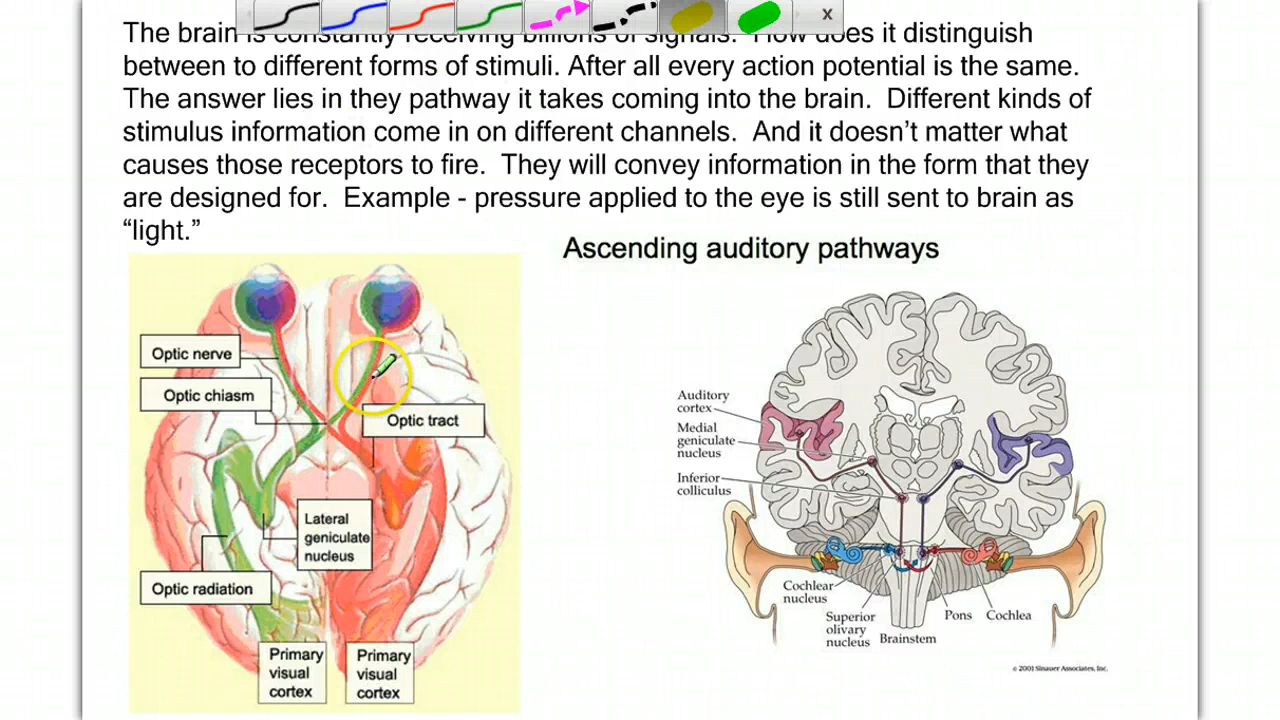 The brain is constantly receiving billions of signals. How does it distinguish
between to different forms of stimuli. After all every action potential is the same.
The answer lies in they pathway it takes coming into the brain. Different kinds of
stimulus information come in on different channels. And it doesn't matter what
causes those receptors to fire. They will convey information in the form that they
are designed for. Example - pressure applied to the eye is still sent to brain as
“light.”
Ascending auditory pathways
Optic nerve
Optic chiasm
Optic tract
Lateral
geniculate
nucleus
Optic radiation
Primary
visual
cortex
Primary
visual
cortex
Auditory
cortex
Medial
geniculate
nucleus
Inferior
colliculus
Cochlear
nucleus
Superior
olivary
nucleus
Brainstem
Pons
Cochlea
© 2001 Sinauer Associates, Inc.